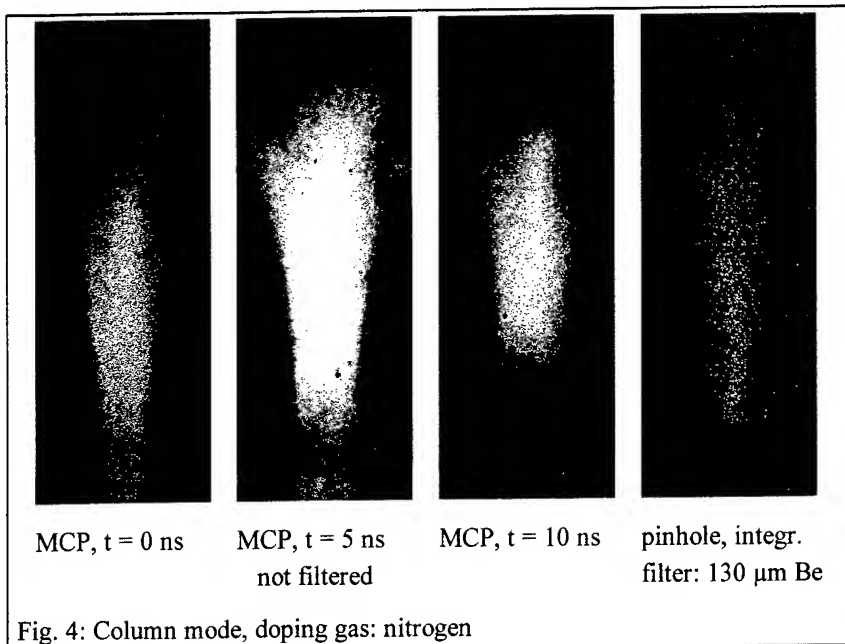 MCP, t = 0 ns
MCP, t = 5 ns
not filtered
MCP, t = 10 ns
pinhole, integr.
filter: 130 µm Be
Fig. 4: Column mode, doping gas: nitrogen